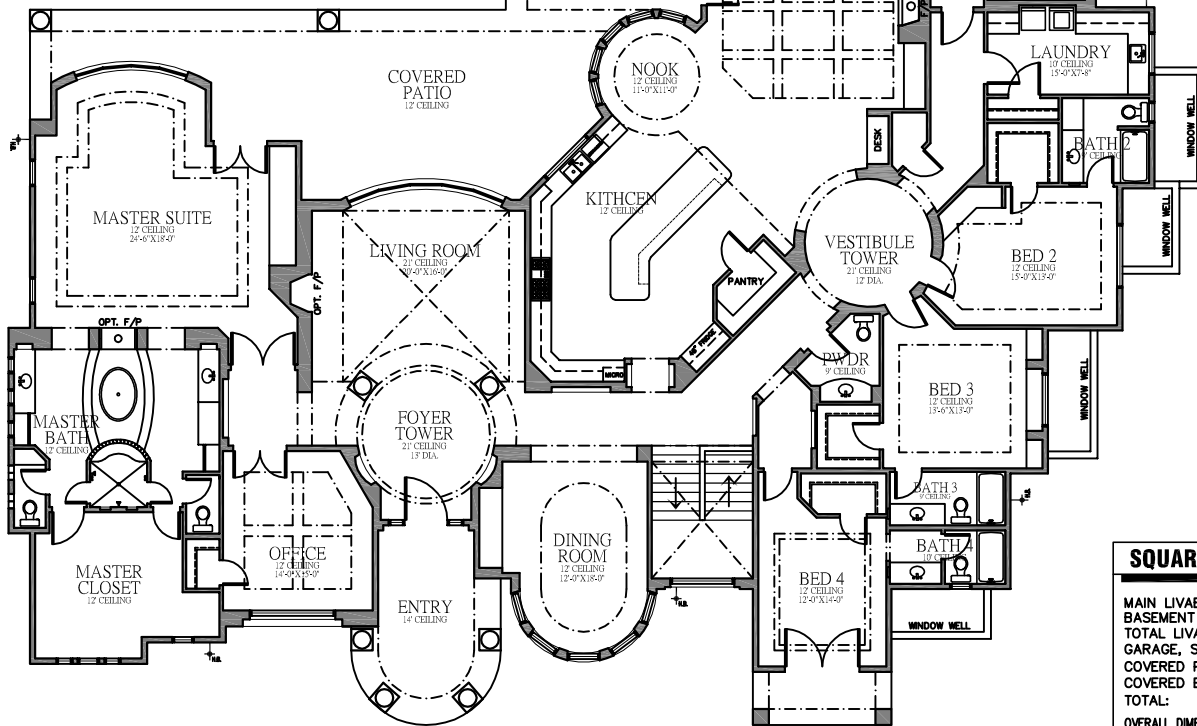 F/P
LAUNDRY
10' CEILING
15'-0"X7'-8"
NOOK
12' CEILING
11'-0"X11'-0"
COVERED
PATIO
12' CEILING
WINDOW WELL
DESK
BATH 2
9' CEILING
KITHCEN
12' CEILING
MASTER SUITE
12' CEILING
24'-6"X18'-0"
LIVING ROOM
21' CEILING
20'-0"X16'-0"
VESTIBULE
TOWER
21' CEILING
12' DIA.
BED 2
12' CEILING
15'-0"X13'-0"
WINDOW WELL
PANTRY
OPT. F/P
OPT. F/P
48" FRIDGE
MICRO
PWDR
9' CEILING
BED 3
12' CEILING
13'-6"X13'-0"
WINDOW WELL
MASTER
BATH
12' CEILING
FOYER
TOWER
21' CEILING
13' DIA.
BATH 3
9' CEILING
H.B.
OFFICE
12' CEILING
14'-0"X15'-0"
DINING
ROOM
12' CEILING
12'-0"X18'-0"
BATH 4
10' CEILING
MASTER
CLOSET
12' CEILING
BED 4
12' CEILING
12'-0"X14'-0"
ENTRY
14' CEILING
H.B.
WINDOW WELL
H.B.
SQUAR
MAIN LIVAB
BASEMENT
TOTAL LIVA
GARAGE, S
COVERED P
COVERED E
TOTAL:
OVERALL DIME